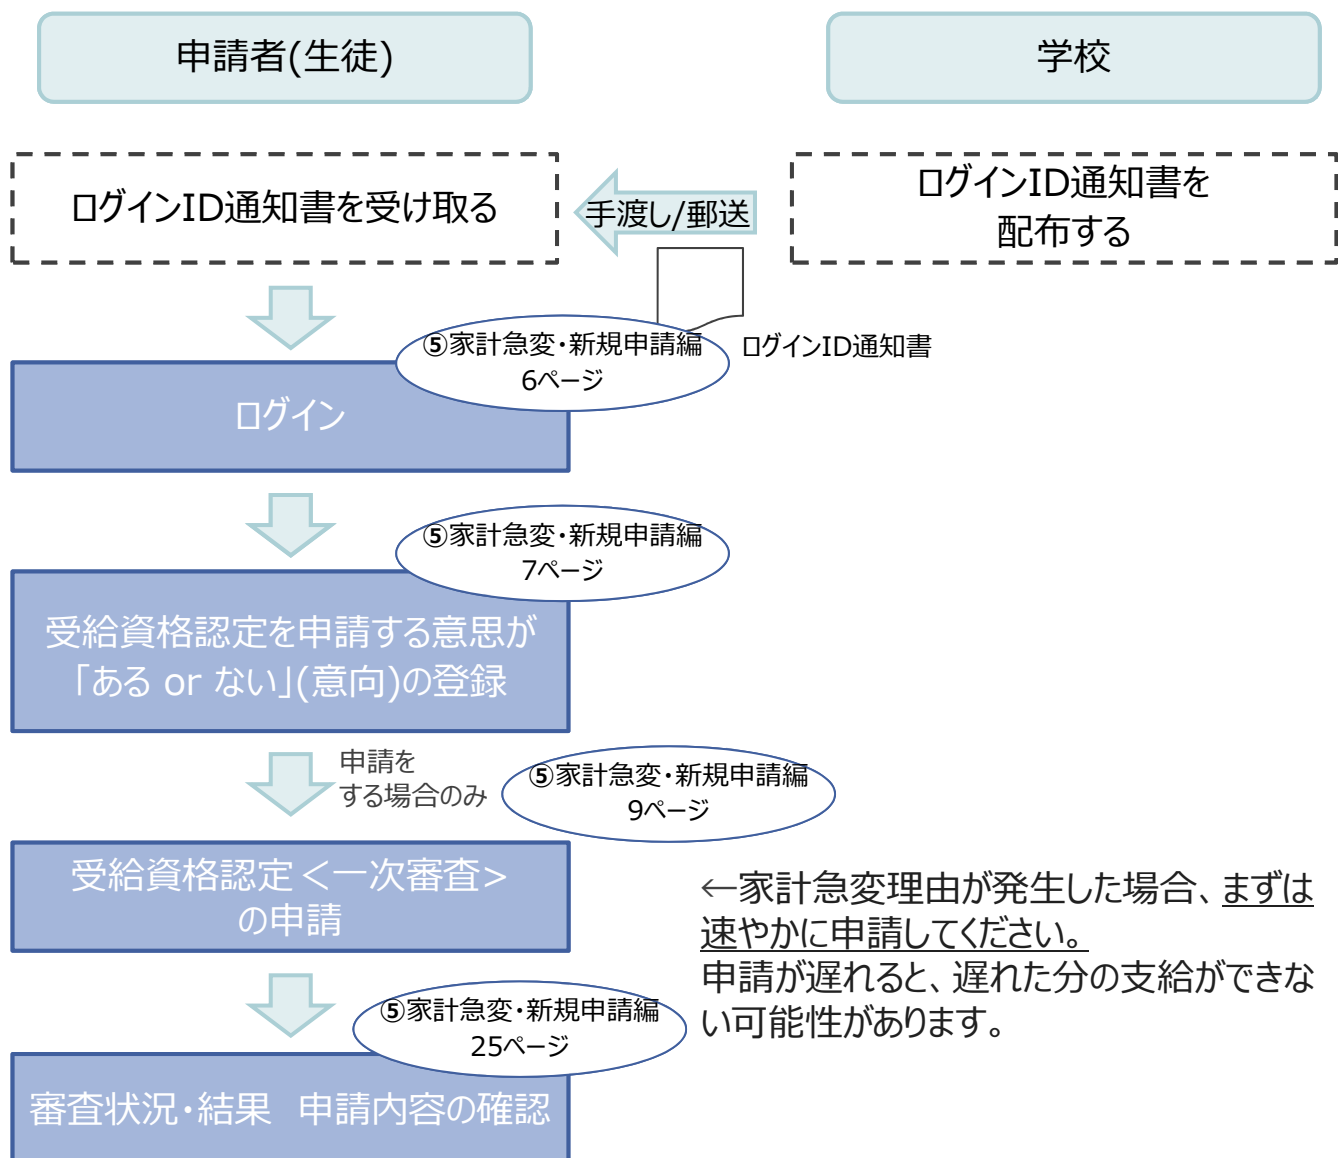 申請者(生徒)
学校
ログインID通知書を受け取る
手渡し/郵送
ログインID通知書を
配布する
ログインID通知書
⑤家計急変・新規申請編
6ページ
ログイン
⑤家計急変・新規申請編
7ページ
受給資格認定を申請する意思が
「ある or ない」(意向)の登録
申請を
する場合のみ
⑤家計急変・新規申請編
9ページ
受給資格認定<一次審査>
の申請
←家計急変理由が発生した場合、まずは
速やかに申請してください。
申請が遅れると、遅れた分の支給ができな
い可能性があります。
⑤家計急変・新規申請編
25ページ
審査状況・結果　申請内容の確認